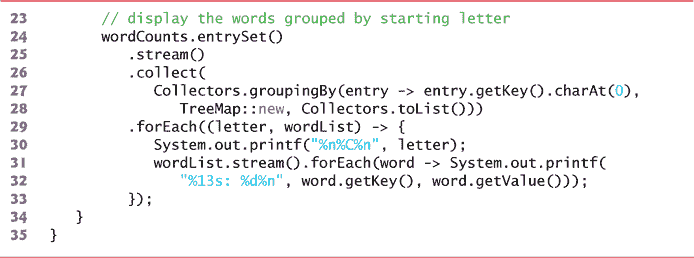 23 // display the words grouped by starting letter
24 wordCounts.entrySet()
25 .stream()
26 .collect(
27 Collectors.groupingBy(entry -> entry.getKey().charAt(0),
28 TreeMap::new, Collectors.toList()))
29 .forEach((letter, wordList) -> {
30 System.out.printf("%n%C%n", letter);
31 wordList.stream().forEach(word -> System.out.printf(
32 "%13s: %d%n", word.getKey(), word.getValue()));
33 });
34 }
35 }